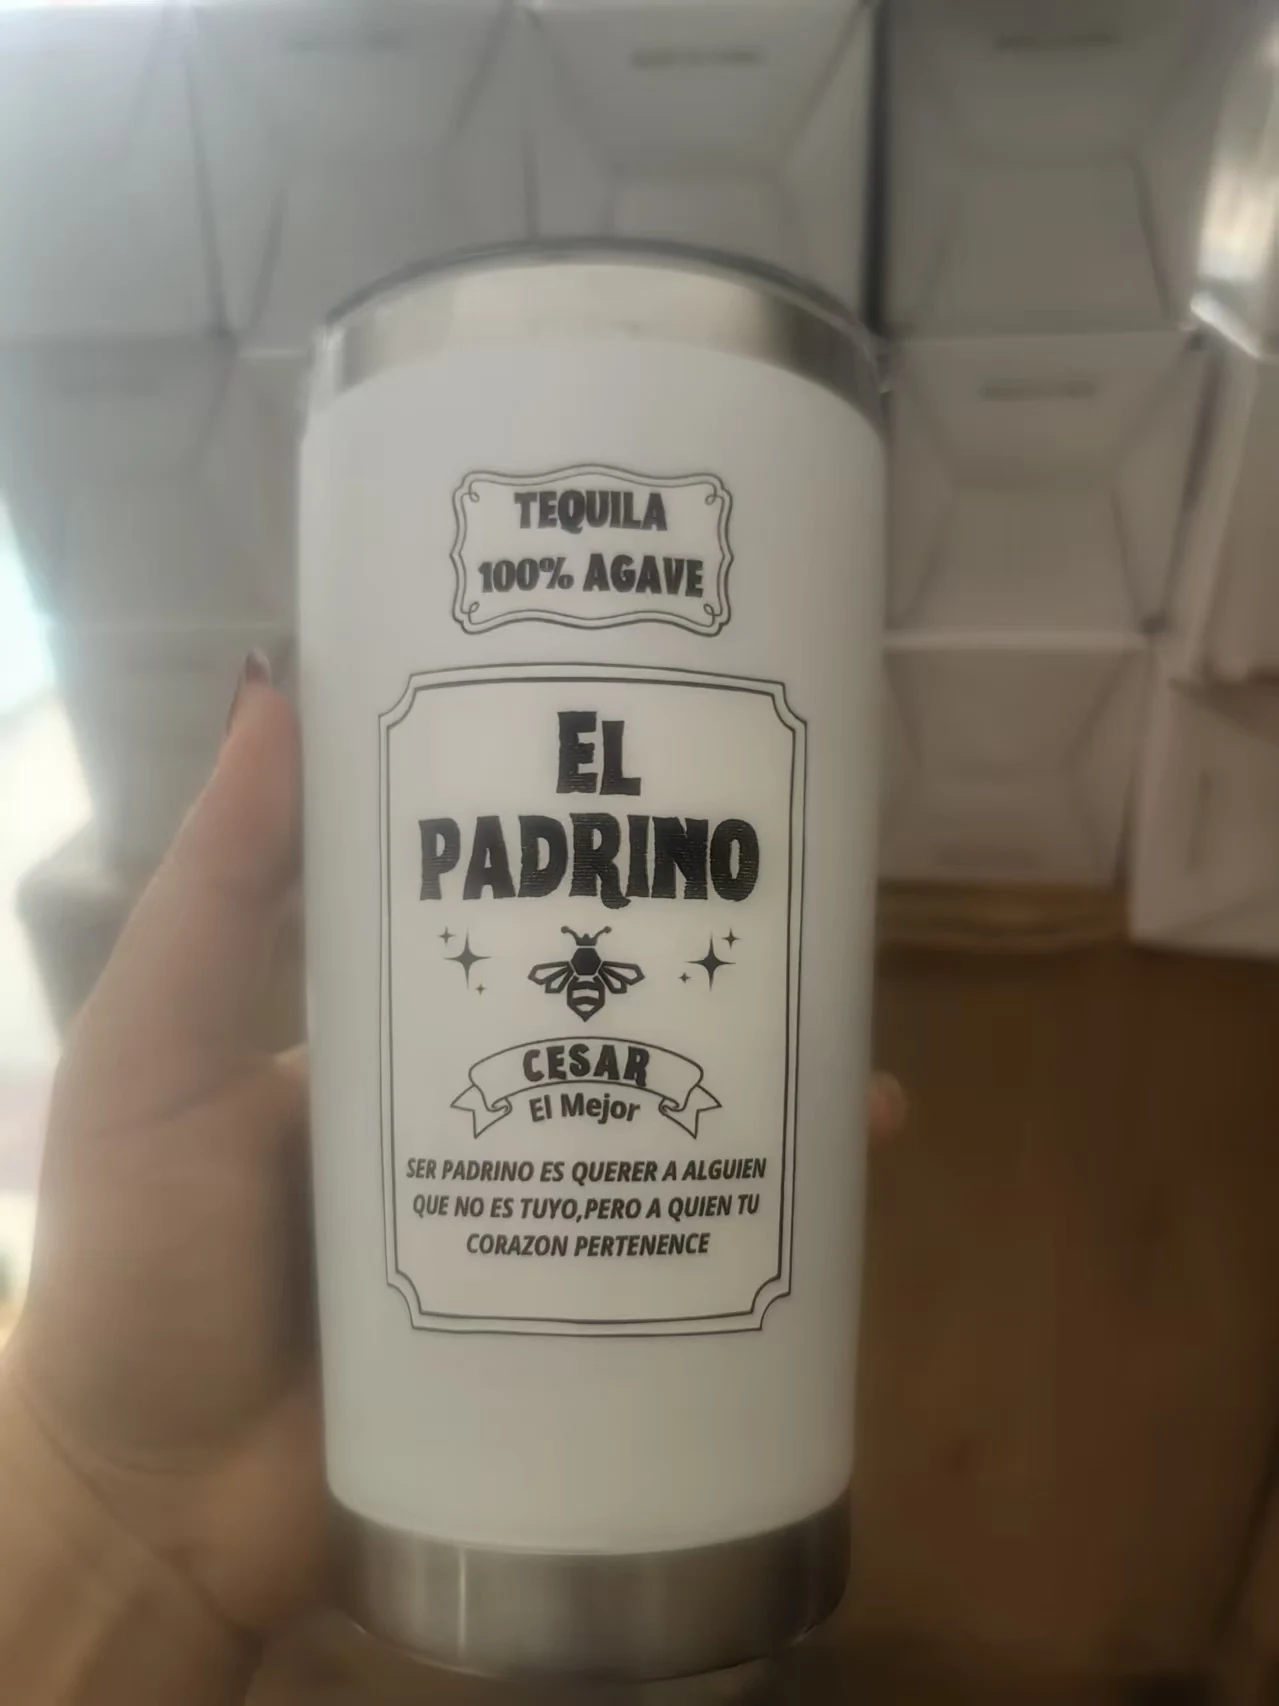 TEQUILA
100% AGAVE
EL
PADRINO
CESAR
El Mejor
SER PADRINO ES QUERER A ALGUIEN
QUE NO ES TUYO,PERO A QUIEN TU
CORAZON PERTENENCE